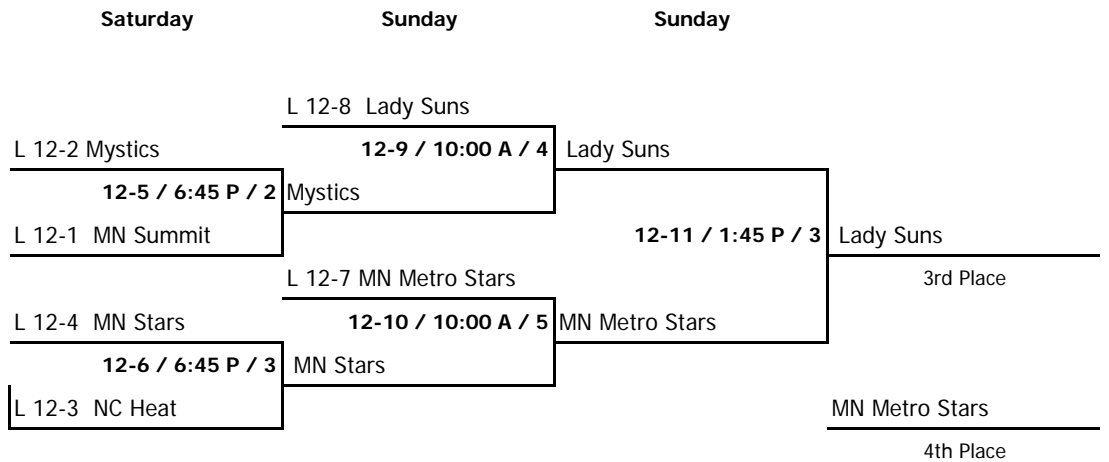 Saturday Sunday Sunday
L 12-8 Lady Suns
L 12-2 Mystics 12-9 / 10:00 A / 4 Lady Suns
12-5 / 6:45 P / 2 Mystics
L 12-1 MN Summit 12-11 / 1:45 P / 3 Lady Suns
L 12-7 MN Metro Stars 3rd Place
L 12-4 MN Stars 12-10 / 10:00 A / 5 MN Metro Stars
12-6 / 6:45 P / 3 MN Stars
L 12-3 NC Heat MN Metro Stars
4th Place